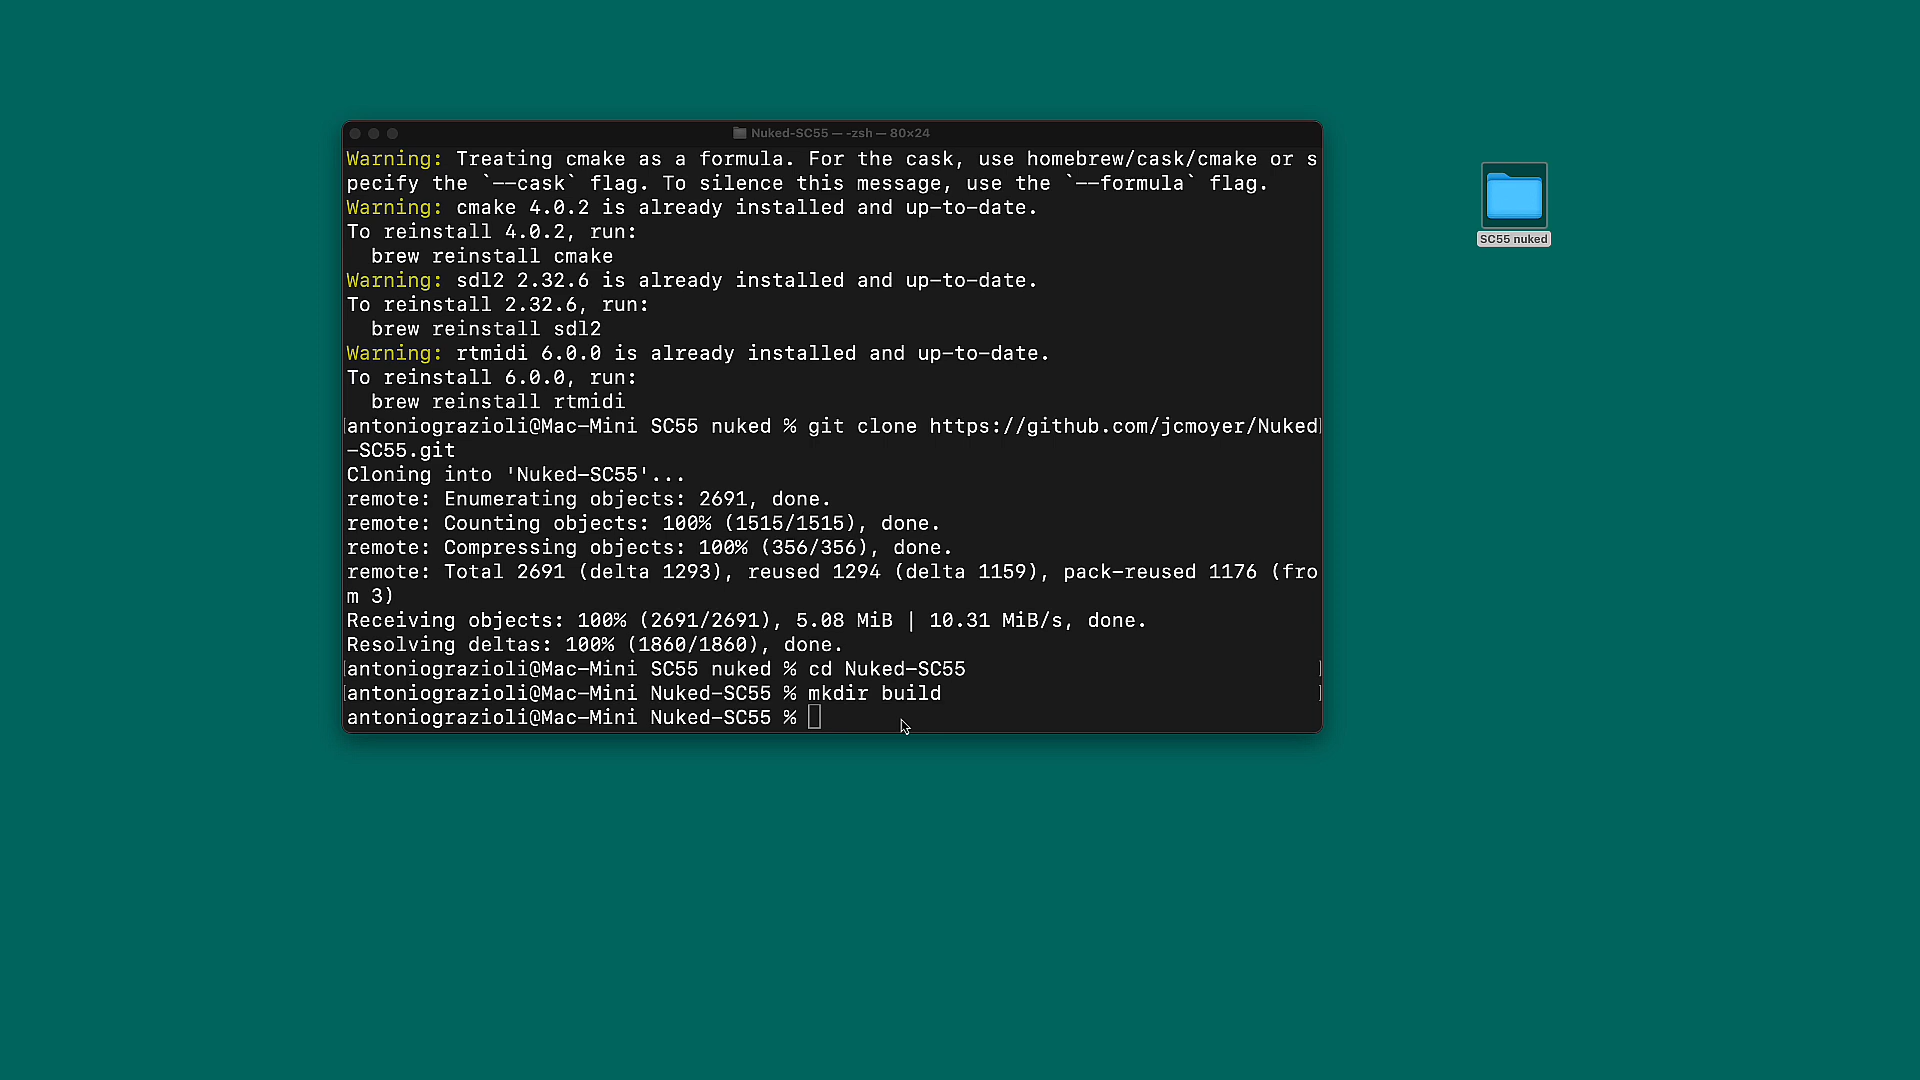 Nuked-SC55 — -zsh — 80×24
Warning: Treating cmake as a formula. For the cask, use homebrew/cask/cmake or s
pecify the `--cask` flag. To silence this message, use the `--formula` flag.
Warning: cmake 4.0.2 is already installed and up-to-date.
To reinstall 4.0.2, run:
  brew reinstall cmake
Warning: sdl2 2.32.6 is already installed and up-to-date.
To reinstall 2.32.6, run:
  brew reinstall sdl2
Warning: rtmidi 6.0.0 is already installed and up-to-date.
To reinstall 6.0.0, run:
  brew reinstall rtmidi
[antoniograzioli@Mac-Mini SC55 nuked % git clone https://github.com/jcmoyer/Nuked]
-SC55.git
Cloning into 'Nuked-SC55'...
remote: Enumerating objects: 2691, done.
remote: Counting objects: 100% (1515/1515), done.
remote: Compressing objects: 100% (356/356), done.
remote: Total 2691 (delta 1293), reused 1294 (delta 1159), pack-reused 1176 (fro
m 3)
Receiving objects: 100% (2691/2691), 5.08 MiB | 10.31 MiB/s, done.
Resolving deltas: 100% (1860/1860), done.
[antoniograzioli@Mac-Mini SC55 nuked % cd Nuked-SC55 ]
[antoniograzioli@Mac-Mini Nuked-SC55 % mkdir build ]
antoniograzioli@Mac-Mini Nuked-SC55 %
SC55 nuked